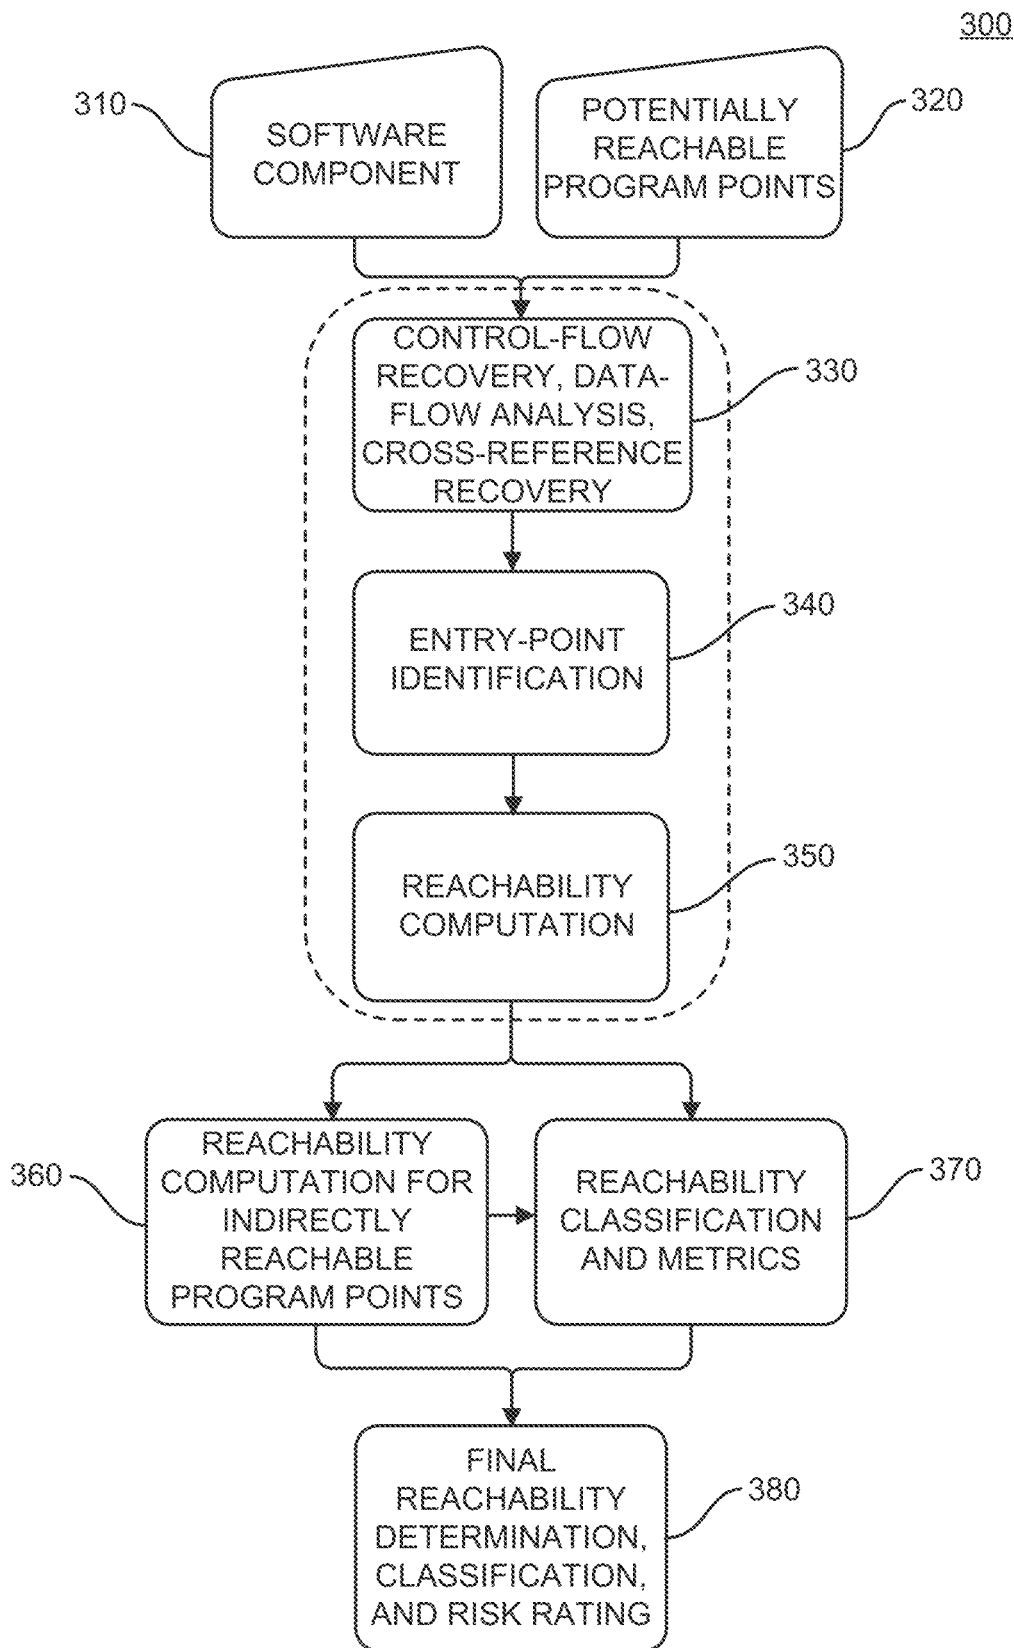 300
310
SOFTWARE
COMPONENT
POTENTIALLY
REACHABLE
PROGRAM POINTS
320
CONTROL-FLOW
RECOVERY, DATA-
FLOW ANALYSIS,
CROSS-REFERENCE
RECOVERY
330
ENTRY-POINT
IDENTIFICATION
340
REACHABILITY
COMPUTATION
350
360
REACHABILITY
COMPUTATION FOR
INDIRECTLY
REACHABLE
PROGRAM POINTS
REACHABILITY
CLASSIFICATION
AND METRICS
370
FINAL
REACHABILITY
DETERMINATION,
CLASSIFICATION,
AND RISK RATING
380